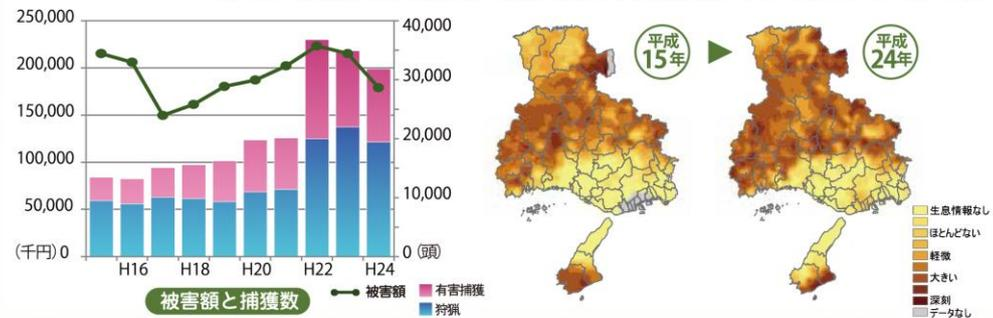 250,000
200,000
150,000
100,000
50,000
(千円) 0
40,000
30,000
20,000
10,000
0 (頭)
H16 H18 H20 H22 H24
被害額と捕獲数
被害額
有害捕獲
狩猟
平成
15年
平成
24年
生息情報なし
ほとんどない
軽微
大きい
深刻
データなし